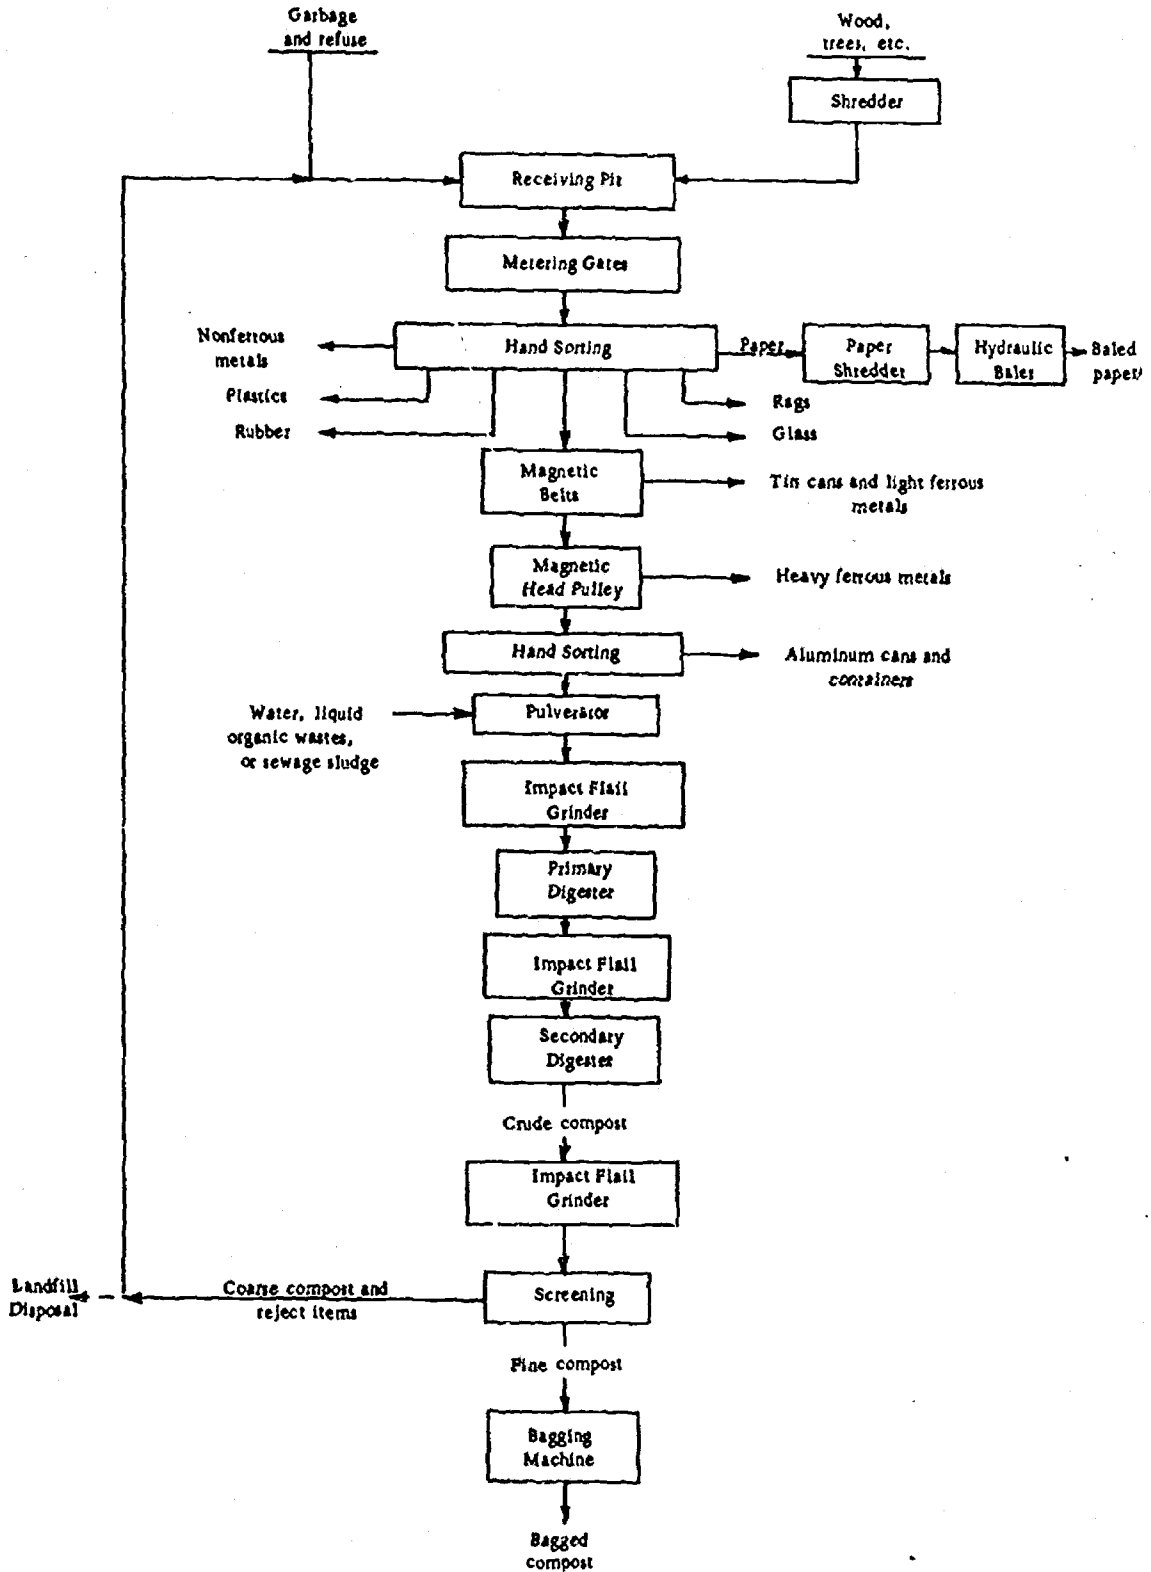 Garbage
and refuse
Wood,
trees, etc.
Shredder
Receiving Pit
Metering Gates
Nonferrous
metals
Hand Sorting
Paper
Paper
Shredder
Hydraulic
Baler
Baled
paper
Plastics
Rags
Rubber
Glass
Magnetic
Belts
Tin cans and light ferrous
metals
Magnetic
Head Pulley
Heavy ferrous metals
Hand Sorting
Aluminum cans and
containers
Water, liquid
organic wastes,
or sewage sludge
Pulverator
Impact Flail
Grinder
Primary
Digester
Impact Flail
Grinder
Secondary
Digester
Crude compost
Impact Flail
Grinder
Landfill
Disposal
Coarse compost and
reject items
Screening
Fine compost
Bagging
Machine
Bagged
compost